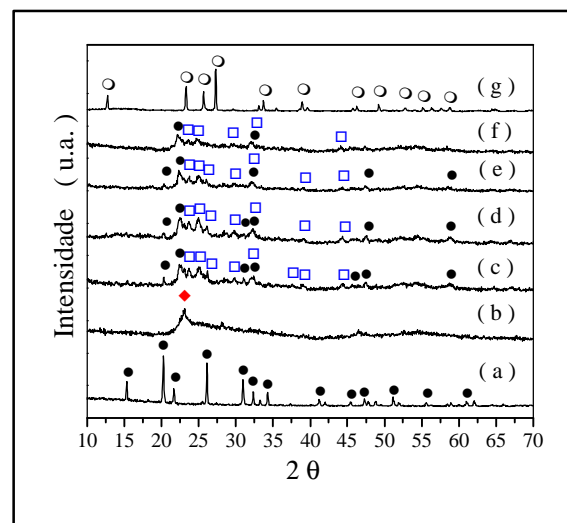 ( g )
( f )
( e )
( d )
( c )
( b )
( a )
Intensidade ( u.a. )
10 15 20 25 30 35 40 45 50 55 60 65 70
2 θ